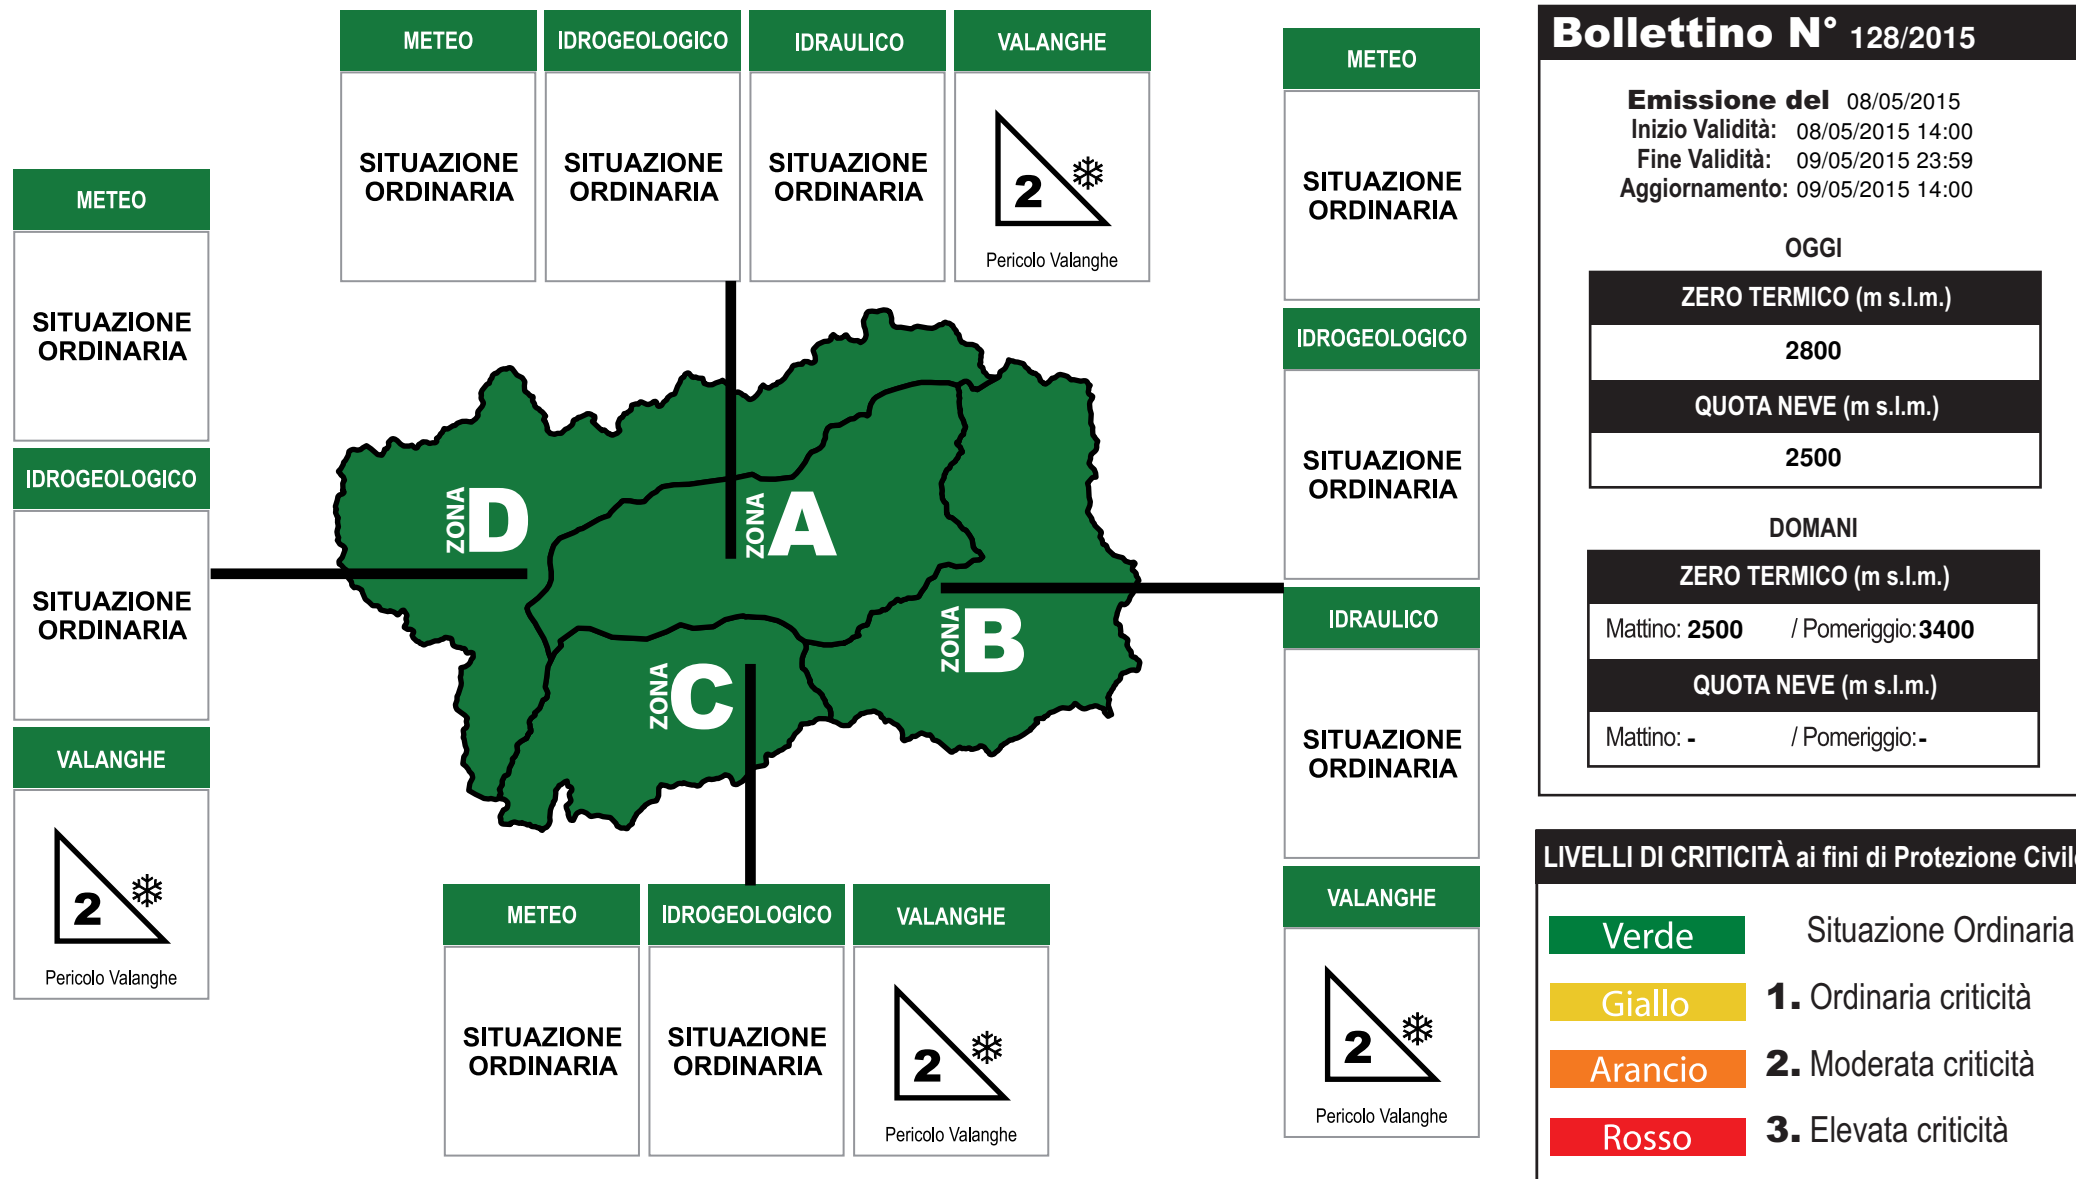 METEO
IDROGEOLOGICO
IDRAULICO
VALANGHE
SITUAZIONE
ORDINARIA
SITUAZIONE
ORDINARIA
SITUAZIONE
ORDINARIA
2
Pericolo Valanghe
METEO
SITUAZIONE
ORDINARIA
IDROGEOLOGICO
SITUAZIONE
ORDINARIA
VALANGHE
2
Pericolo Valanghe
ZONA D
ZONA A
ZONA B
ZONA C
METEO
IDROGEOLOGICO
VALANGHE
SITUAZIONE
ORDINARIA
SITUAZIONE
ORDINARIA
2
Pericolo Valanghe
METEO
SITUAZIONE
ORDINARIA
IDROGEOLOGICO
SITUAZIONE
ORDINARIA
IDRAULICO
SITUAZIONE
ORDINARIA
VALANGHE
2
Pericolo Valanghe
Bollettino N° 128/2015
Emissione del 08/05/2015
Inizio Validità: 08/05/2015 14:00
Fine Validità: 09/05/2015 23:59
Aggiornamento: 09/05/2015 14:00
OGGI
ZERO TERMICO (m s.l.m.)
2800
QUOTA NEVE (m s.l.m.)
2500
DOMANI
ZERO TERMICO (m s.l.m.)
Mattino: 2500 / Pomeriggio: 3400
QUOTA NEVE (m s.l.m.)
Mattino: - / Pomeriggio: -
LIVELLI DI CRITICITÀ ai fini di Protezione Civile
Verde Situazione Ordinaria
Giallo 1. Ordinaria criticità
Arancio 2. Moderata criticità
Rosso 3. Elevata criticità